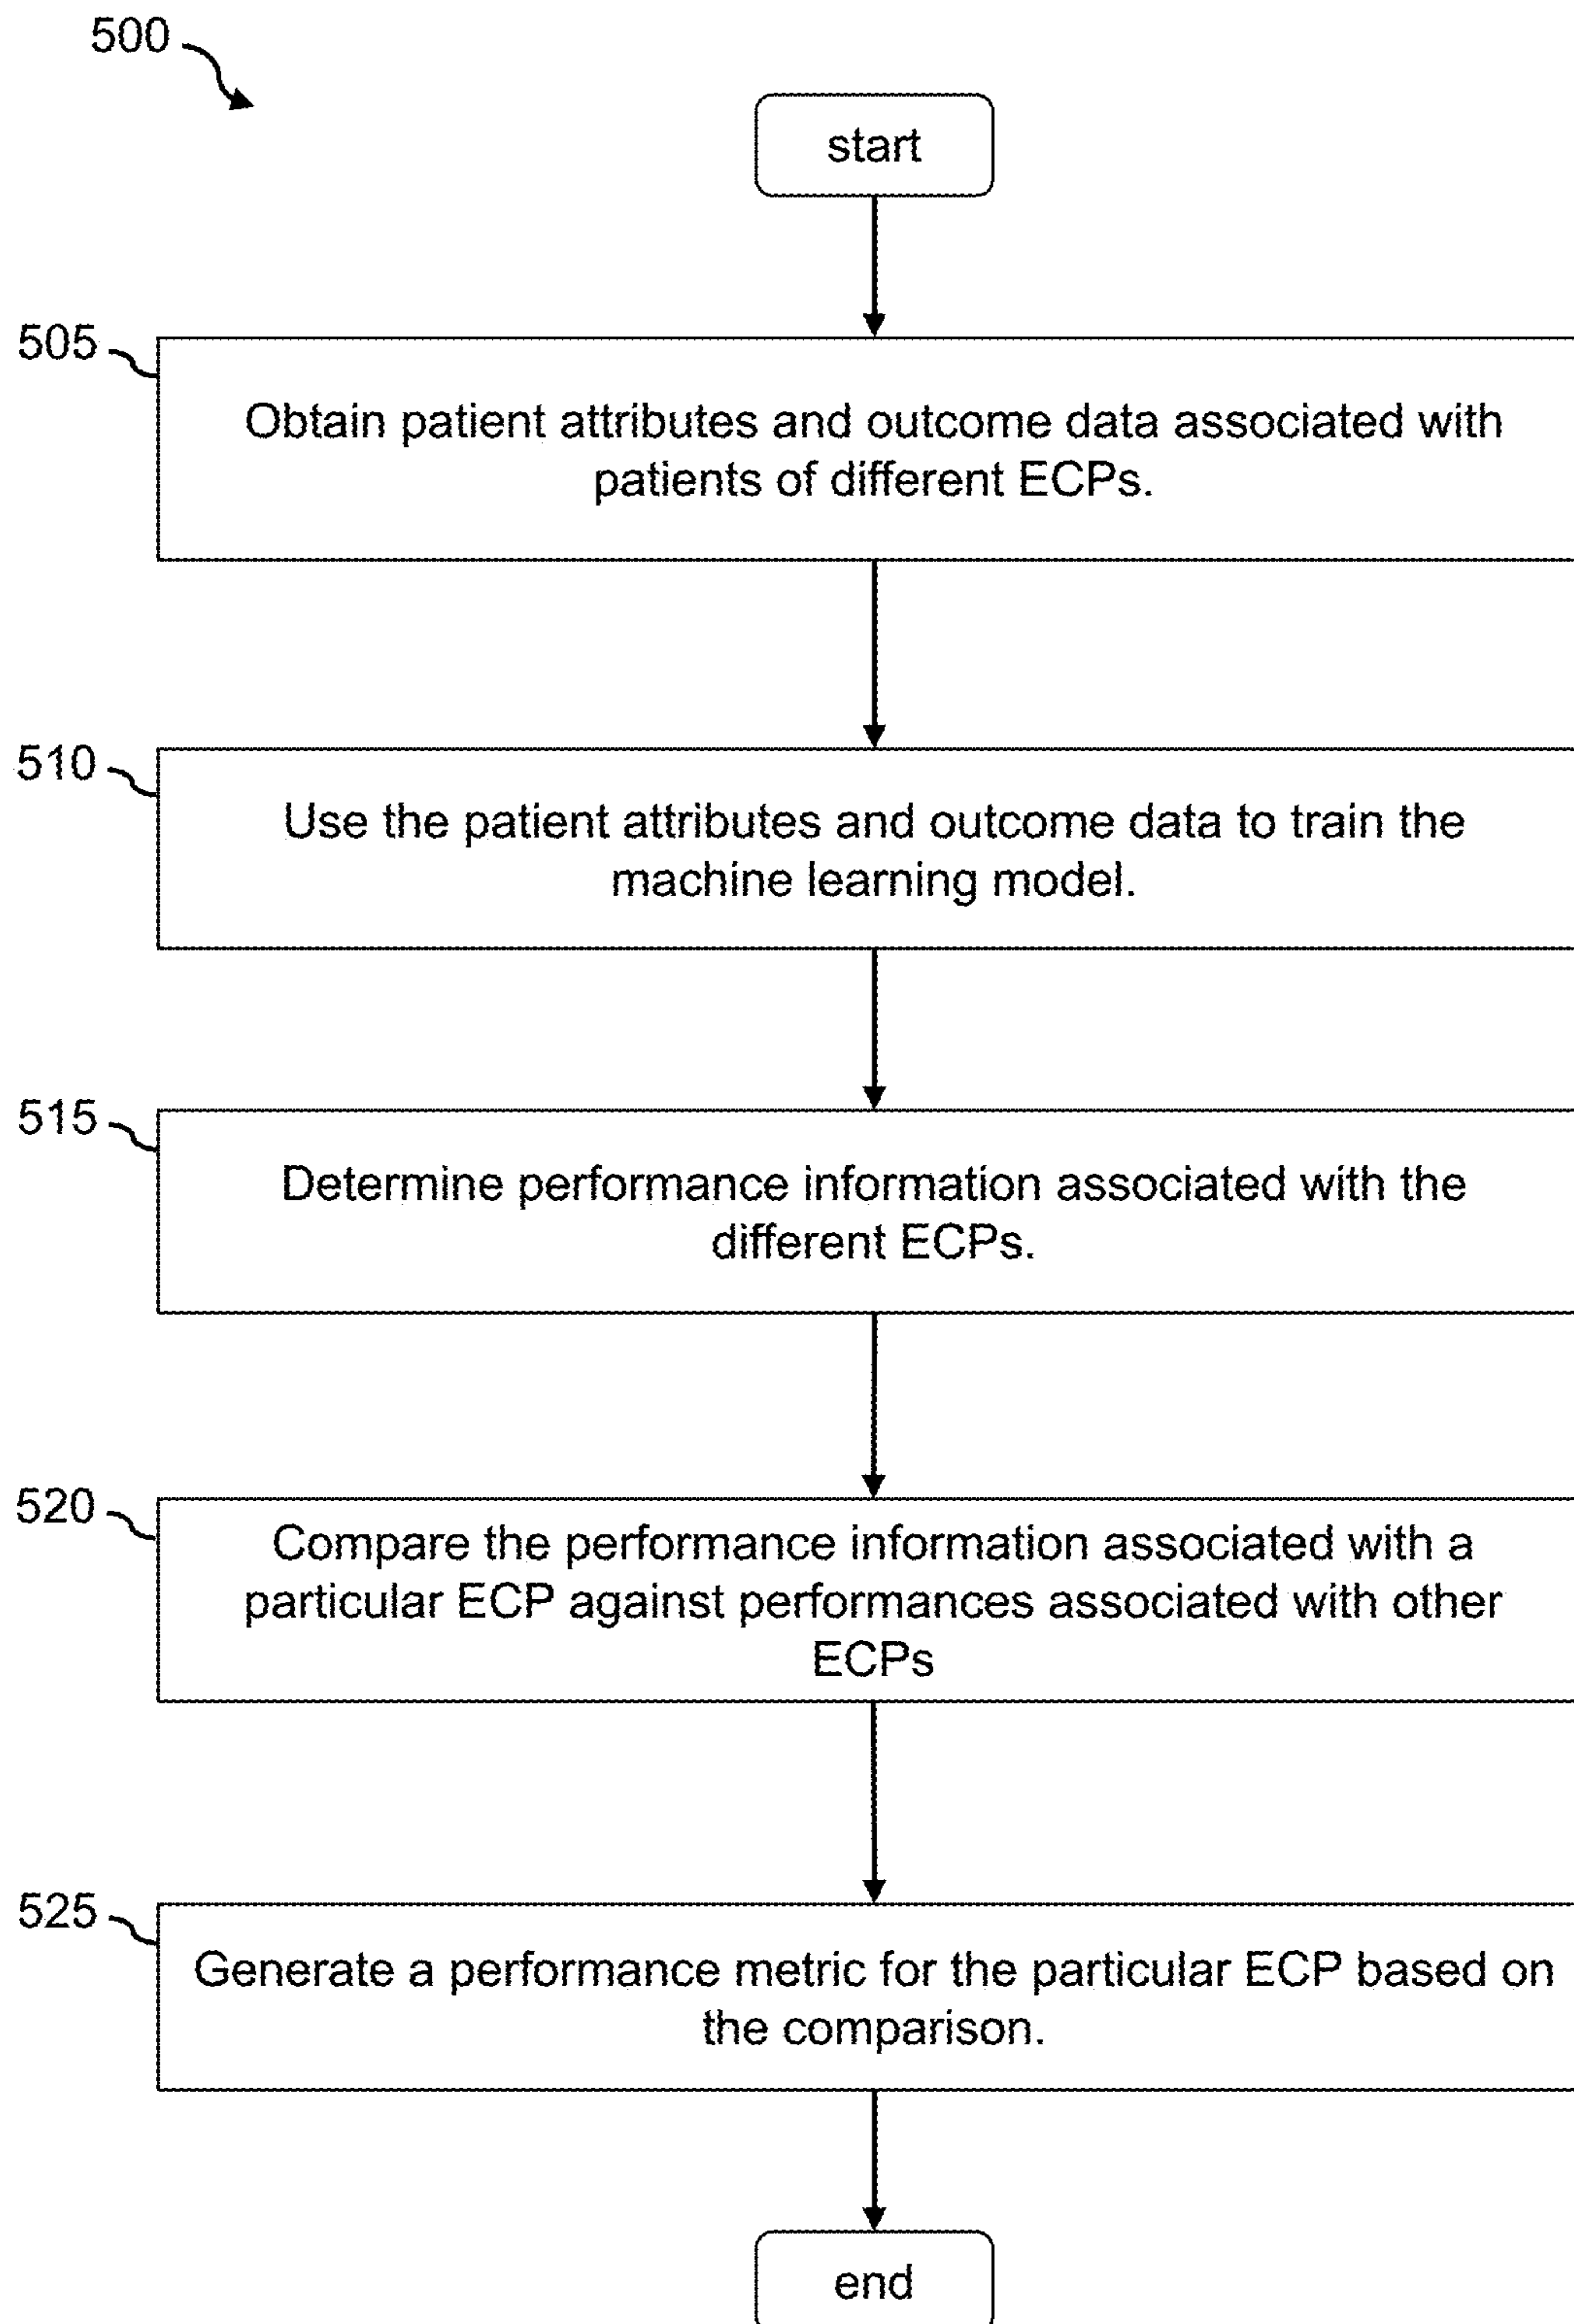 500
start
505
Obtain patient attributes and outcome data associated with
patients of different ECPs.
510
Use the patient attributes and outcome data to train the
machine learning model.
515
Determine performance information associated with the
different ECPs.
520
Compare the performance information associated with a
particular ECP against performances associated with other
ECPs
525
Generate a performance metric for the particular ECP based on
the comparison.
end